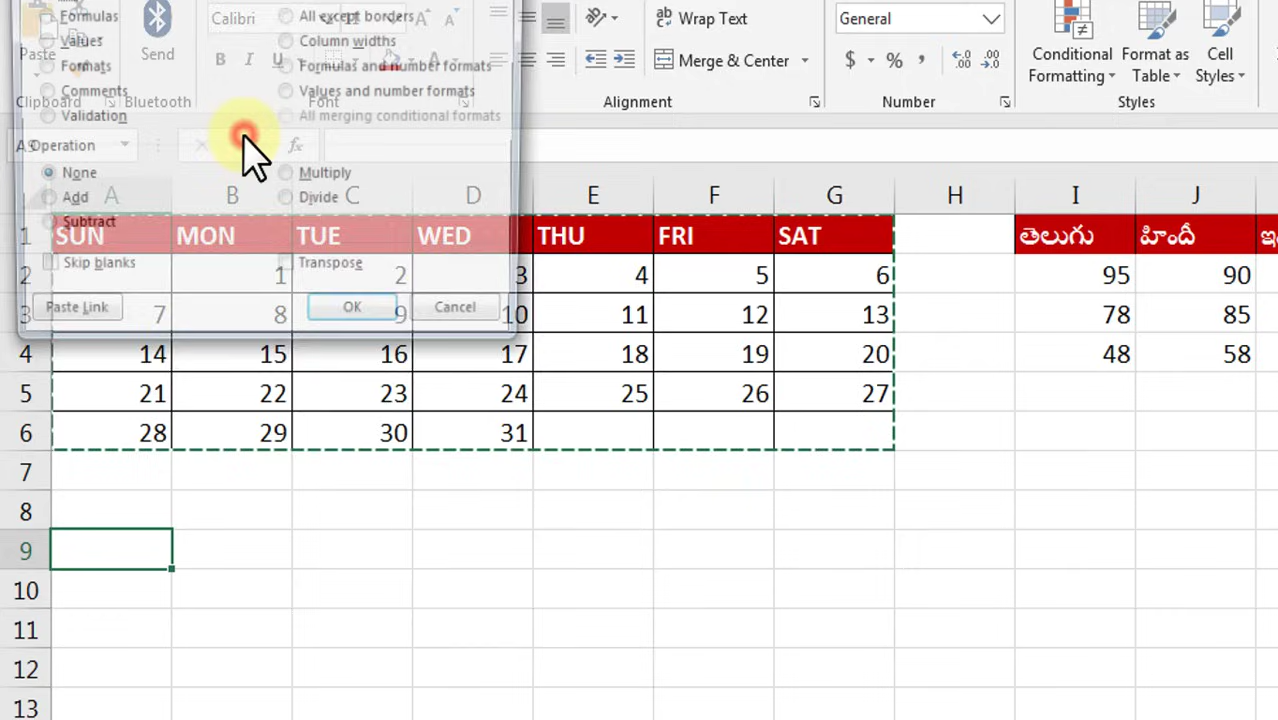 Formulas
All except borders
Calibri
Wrap Text
General
Values
Column widths
Paste
Send
Formats
Formulas and number formats
B I U
Merge & Center
$ % ,
Conditional Formatting
Format as Table
Cell Styles
Comments
Values and number formats
Clipboard
Bluetooth
Font
Alignment
Number
Styles
Validation
All merging conditional formats
Operation
fx
None
Multiply
Add
Divide
Subtract
Skip blanks
Transpose
Paste Link
OK
Cancel
A B C D E F G H I J
1 SUN MON TUE WED THU FRI SAT తెలుగు హిందీ
2 1 2 3 4 5 6 95 90
3 7 8 9 10 11 12 13 78 85
4 14 15 16 17 18 19 20 48 58
5 21 22 23 24 25 26 27
6 28 29 30 31
7
8
9
10
11
12
13